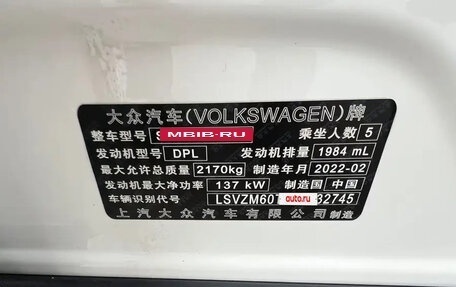 大众汽车(VOLKSWAGEN)牌
整车型号 S MBIB-RU 乘坐人数 5
发动机型号 DPL 发动机排量 1984 mL
最大允许总质量 2170kg 制造年月 2022-02
发动机最大净功率 137 kW 制造国 中国
车辆识别代号 LSVZM60 auto.ru 32745
上汽大众汽车有限公司制造